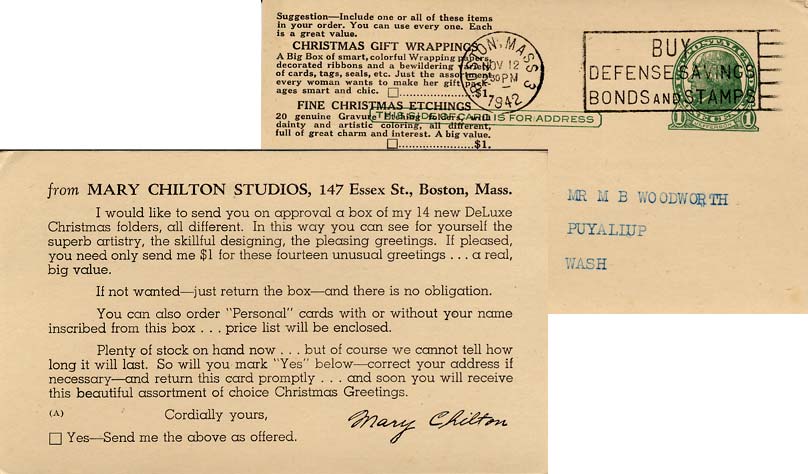 Suggestion—Include one or all of these items
in your order. You can use every one. Each
is a great value.
CHRISTMAS GIFT WRAPPINGS
A Big Box of smart, colorful Wrapping papers,
decorated ribbons and a bewildering variety
of cards, tags, seals, etc. Just the assortment
every woman wants to make her gift pack-
ages smart and chic. ☐ .................... $1.
FINE CHRISTMAS ETCHINGS
20 genuine Gravure Etching folders, with
dainty and artistic coloring, all different,
full of great charm and interest.
☐ .................... $1.
BOSTON, MASS 3
NOV 12
30 PM
1942
BUY
DEFENSE SAVINGS
BONDS AND STAMPS
THIS SIDE OF CARD IS FOR ADDRESS
1 1
JEFFERSON
MR M B WOODWORTH
PUYALIUP
WASH
from MARY CHILTON STUDIOS, 147 Essex St., Boston, Mass.
I would like to send you on approval a box of my 14 new DeLuxe
Christmas folders, all different. In this way you can see for yourself the
superb artistry, the skillful designing, the pleasing greetings. If pleased,
you need only send me $1 for these fourteen unusual greetings . . . a real,
big value.
If not wanted—just return the box—and there is no obligation.
You can also order "Personal" cards with or without your name
inscribed from this box . . . price list will be enclosed.
Plenty of stock on hand now . . . but of course we cannot tell how
long it will last. So will you mark "Yes" below—correct your address if
necessary—and return this card promptly . . . and soon you will receive
this beautiful assortment of choice Christmas Greetings.
(A) Cordially yours, Mary Chilton
☐ Yes—Send me the above as offered.